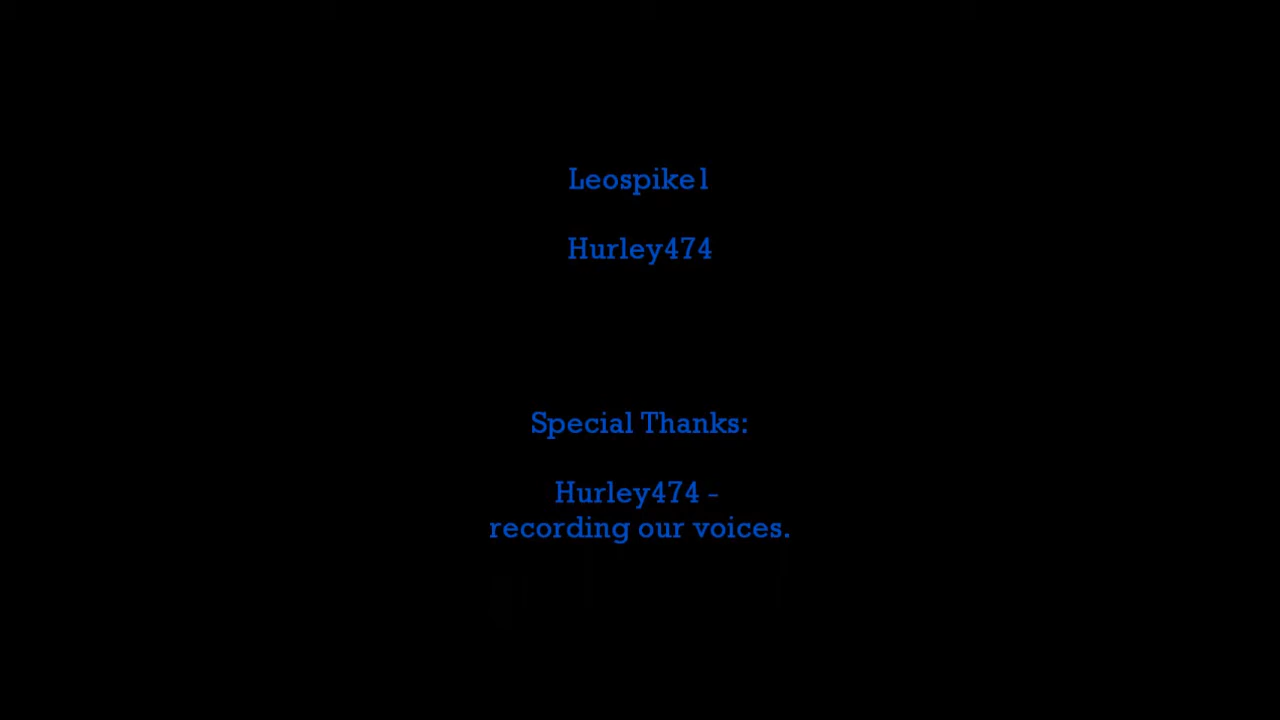 Leospike1
Hurley474
Special Thanks:
Hurley474 -
recording our voices.